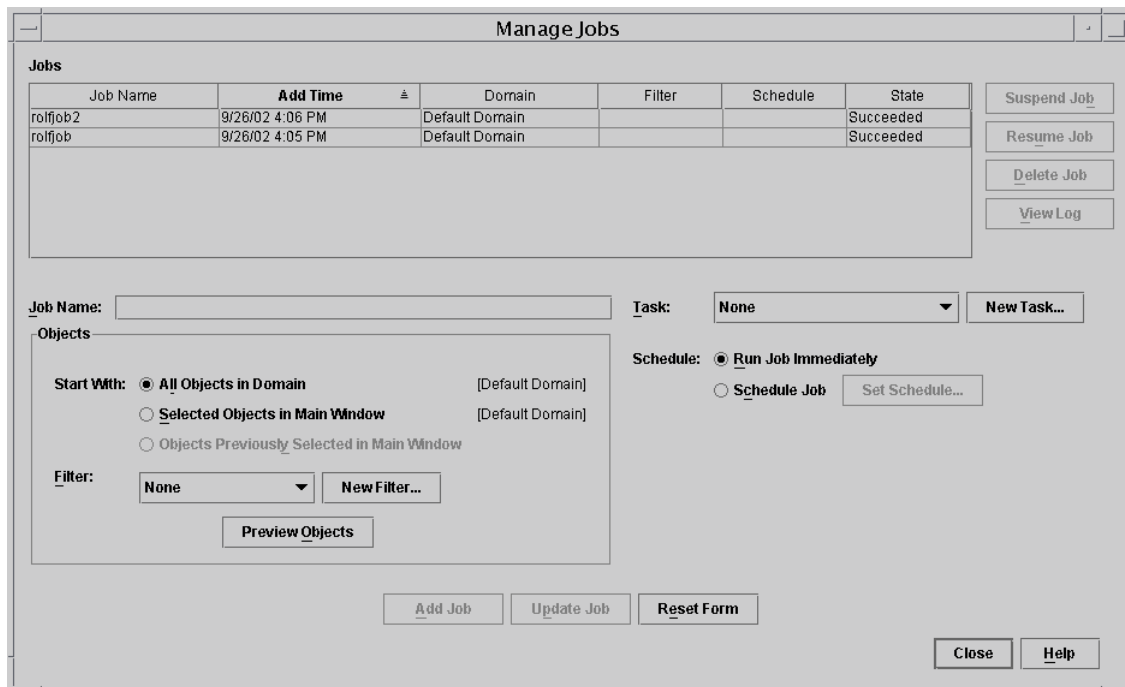 Manage Jobs
Jobs
Job Name Add Time Domain Filter Schedule State
rolfjob2 9/26/02 4:06 PM Default Domain Succeeded
rolfjob 9/26/02 4:05 PM Default Domain Succeeded
Suspend Job
Resume Job
Delete Job
View Log
Job Name:
Task: None New Task...
Objects
Start With: All Objects in Domain [Default Domain]
Selected Objects in Main Window [Default Domain]
Objects Previously Selected in Main Window
Filter: None New Filter...
Preview Objects
Schedule: Run Job Immediately
Schedule Job Set Schedule...
Add Job Update Job Reset Form
Close Help